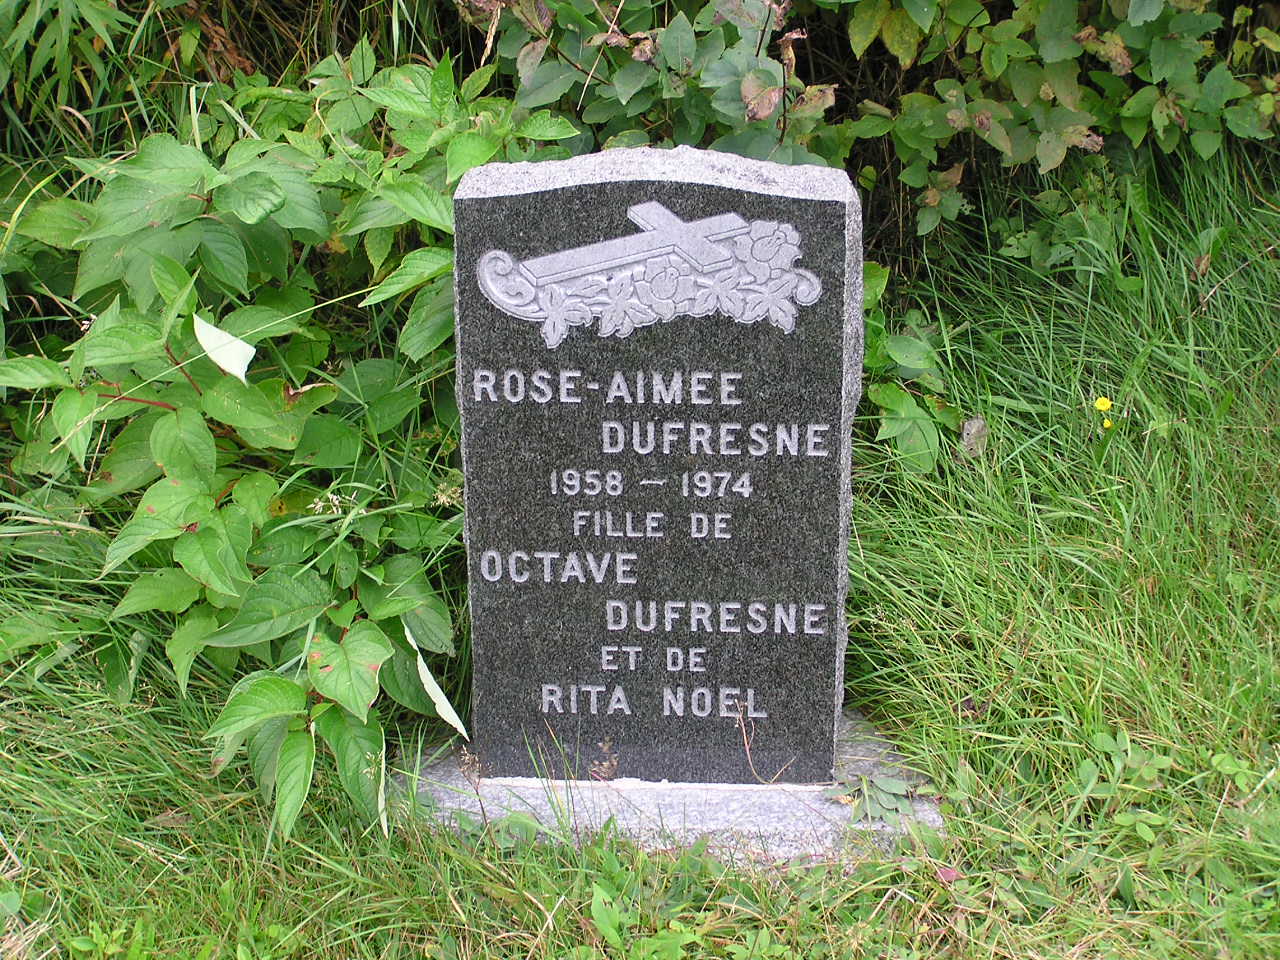 ROSE-AIMEE
DUFRESNE
1958 - 1974
FILLE DE
OCTAVE
DUFRESNE
ET DE
RITA NOEL